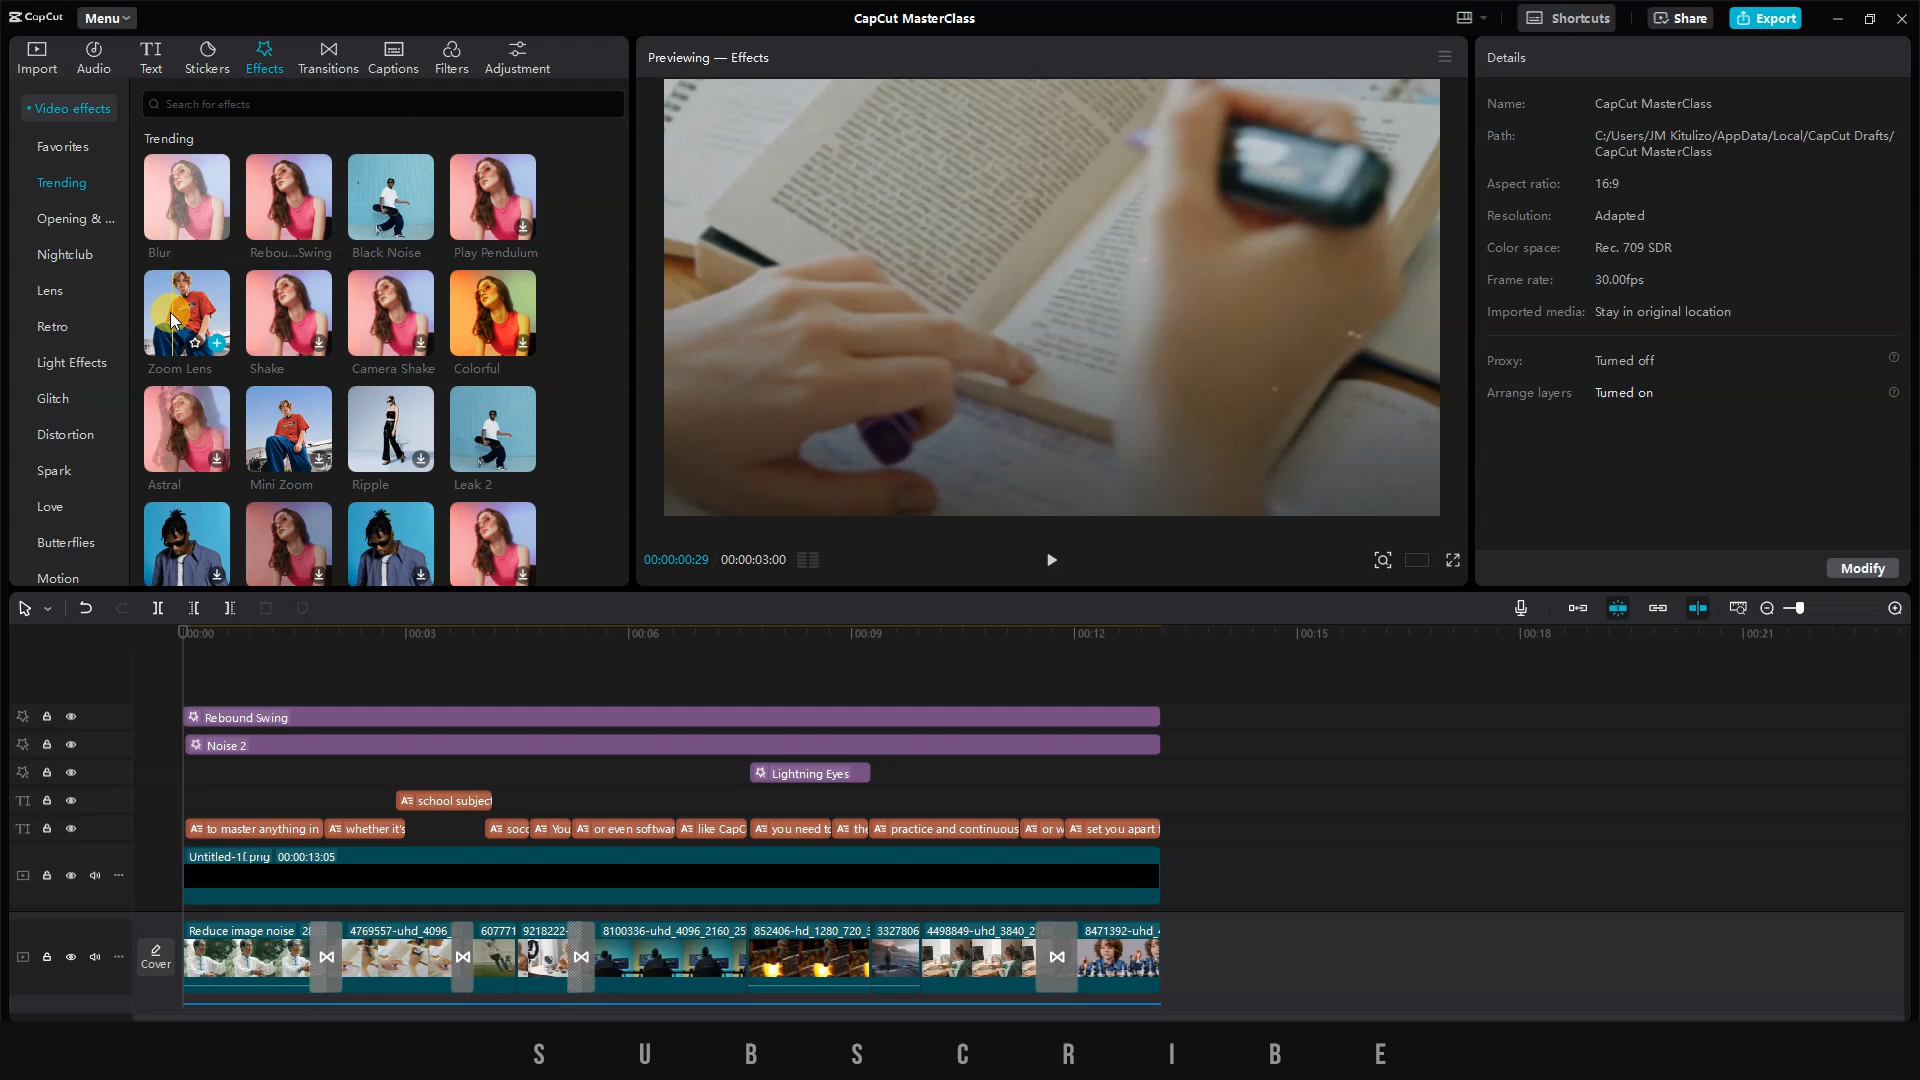 CapCut
Menu
CapCut MasterClass
Shortcuts
Share
Export
Import
Audio
TI
Text
Stickers
Effects
Transitions
Captions
Filters
Adjustment
Video effects
Favorites
Trending
Opening & ...
Nightclub
Lens
Retro
Light Effects
Glitch
Distortion
Spark
Love
Butterflies
Motion
Search for effects
Trending
Blur
Rebou...Swing
Black Noise
Play Pendulum
Zoom Lens
Shake
Camera Shake
Colorful
Astral
Mini Zoom
Ripple
Leak 2
Previewing — Effects
00:00:00:29
00:00:03:00
Details
Name: CapCut MasterClass
Path: C:/Users/JM Kitulizo/AppData/Local/CapCut Drafts/
CapCut MasterClass
Aspect ratio: 16:9
Resolution: Adapted
Color space: Rec. 709 SDR
Frame rate: 30.00fps
Imported media: Stay in original location
Proxy: Turned off
Arrange layers Turned on
Modify
00:00
00:03
00:06
00:09
00:12
00:15
00:18
00:21
Rebound Swing
Noise 2
Lightning Eyes
TI
school subject
TI
to master anything in
whether it's
socc
You
or even softwar
like CapC
you need to
the
practice and continuous
or w
set you apart
Untitled-1f.png 00:00:13:05
Cover
Reduce image noise
4769557-uhd_4096_
607771
9218222-
8100336-uhd_4096_2160_25
852406-hd_1280_720_3
3327806
4498849-uhd_3840_2160_
8471392-uhd_4
S U B S C R I B E